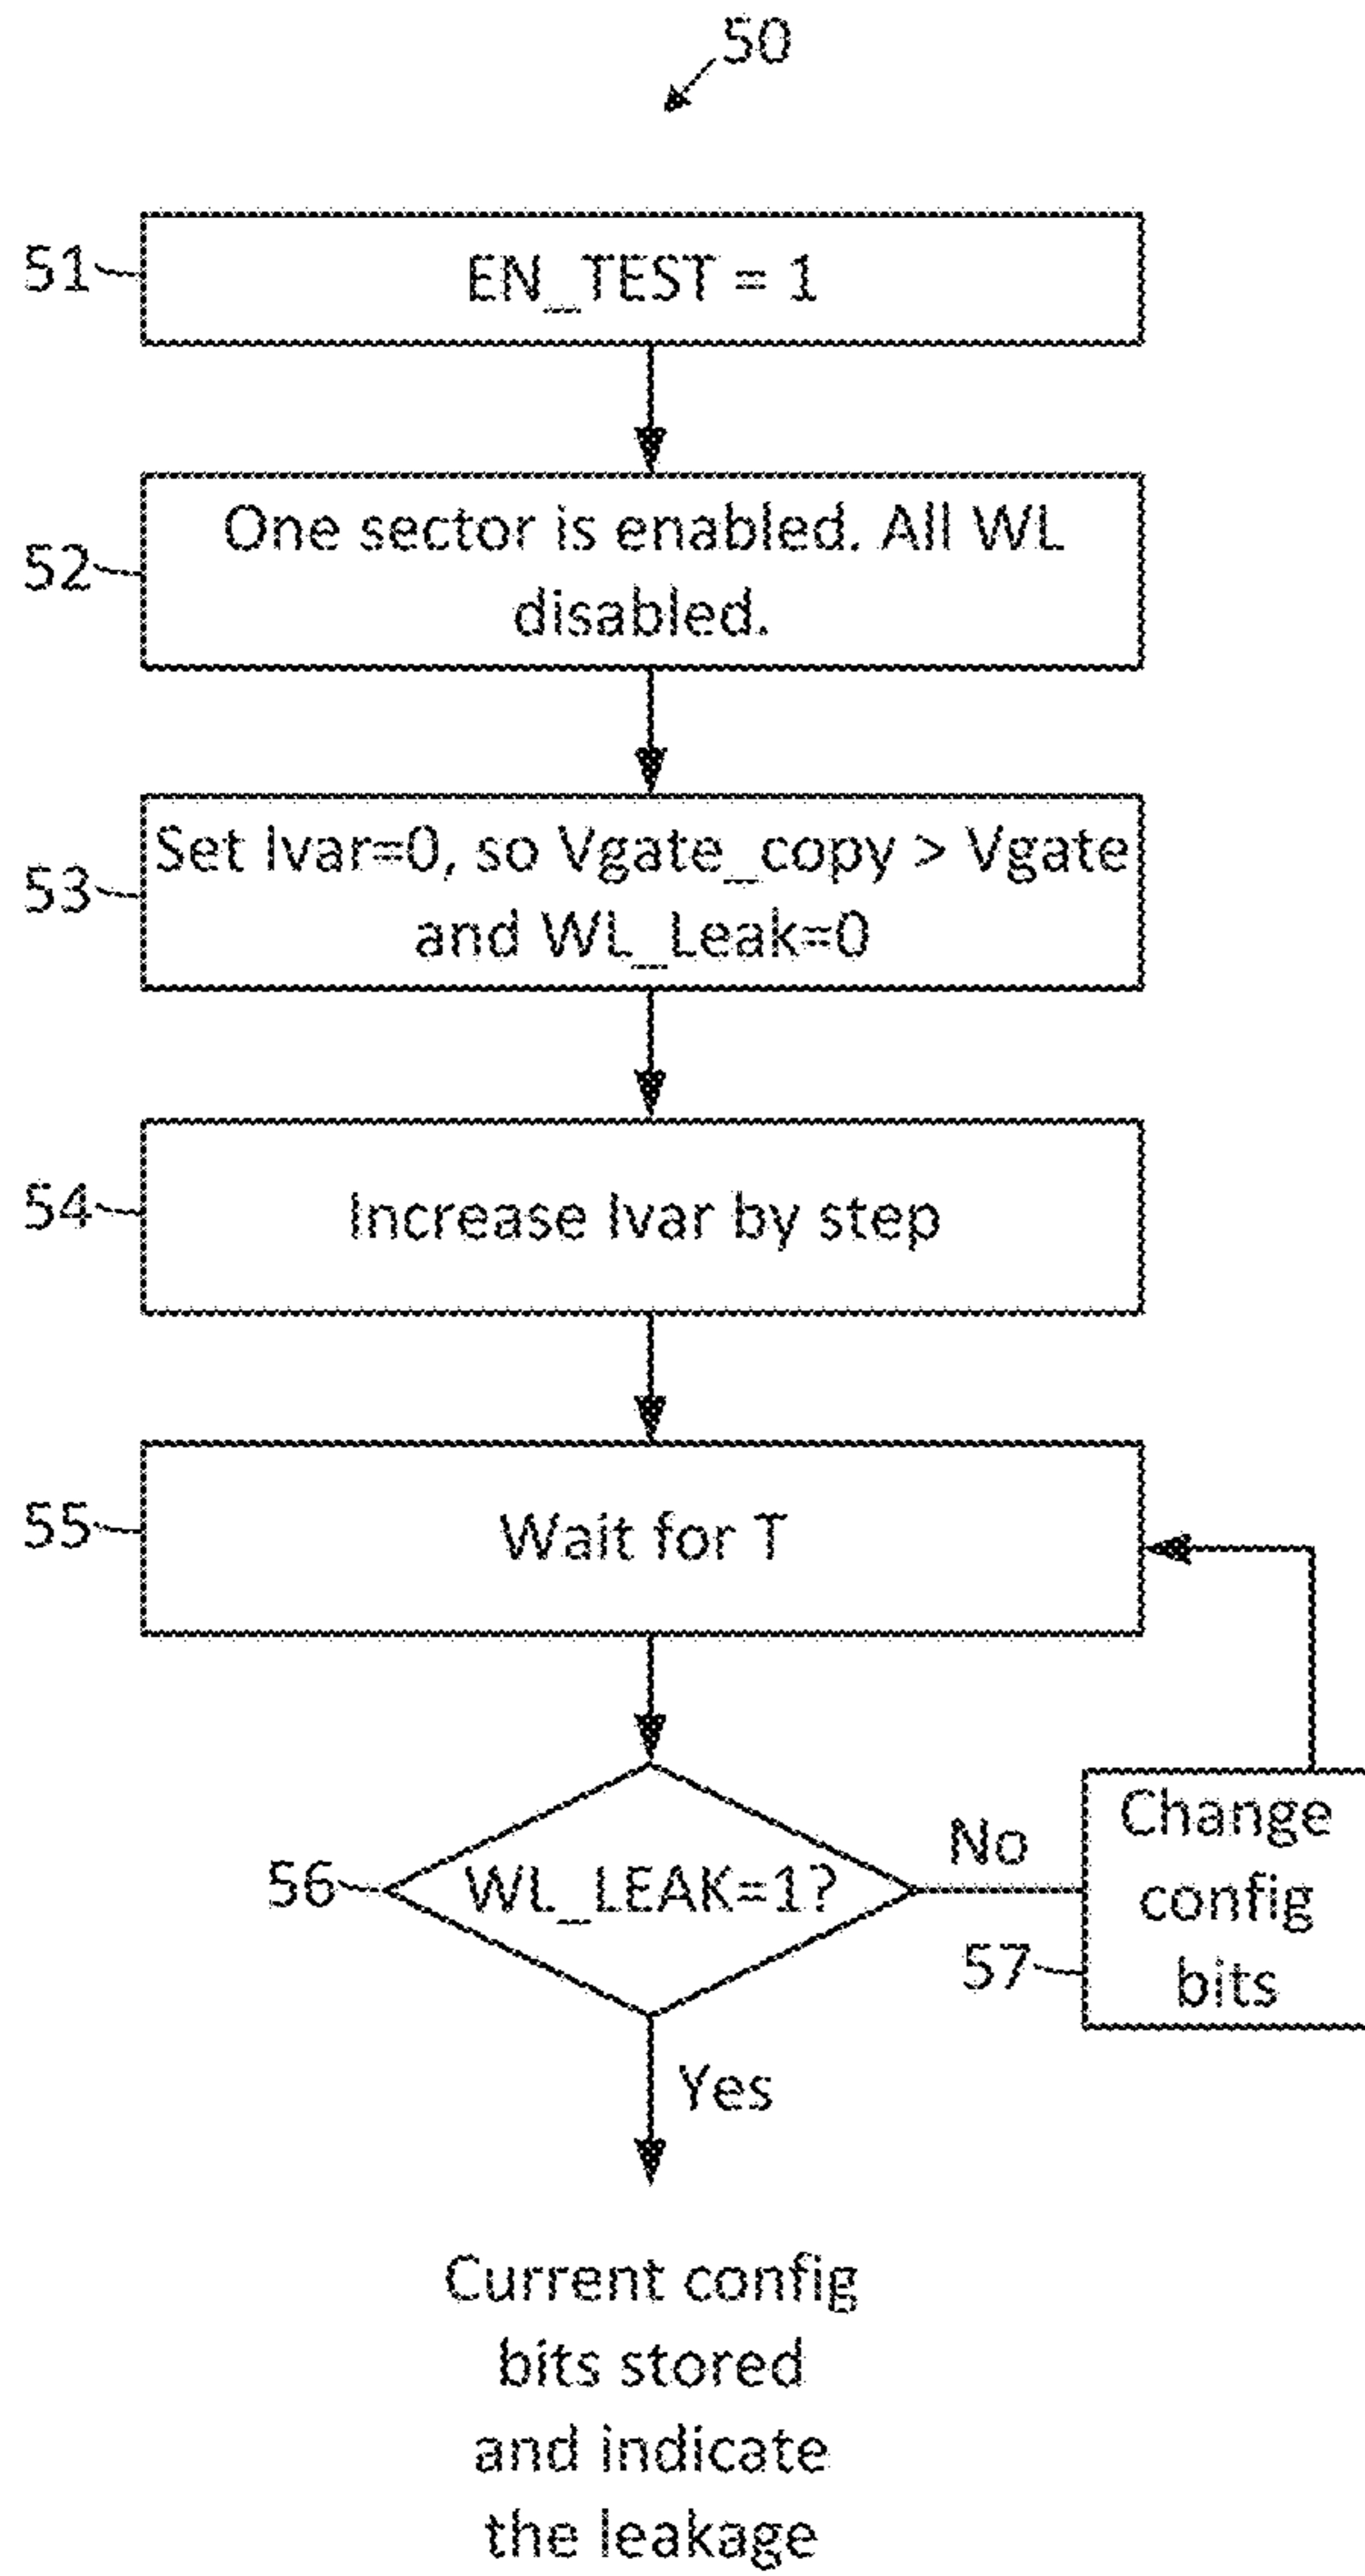 50
51
EN_TEST = 1
52
One sector is enabled. All WL
disabled.
53
Set Ivar=0, so Vgate_copy > Vgate
and WL_Leak=0
54
Increase Ivar by step
55
Wait for T
56
WL_LEAK=1?
No
57
Change
config
bits
Yes
Current config
bits stored
and indicate
the leakage